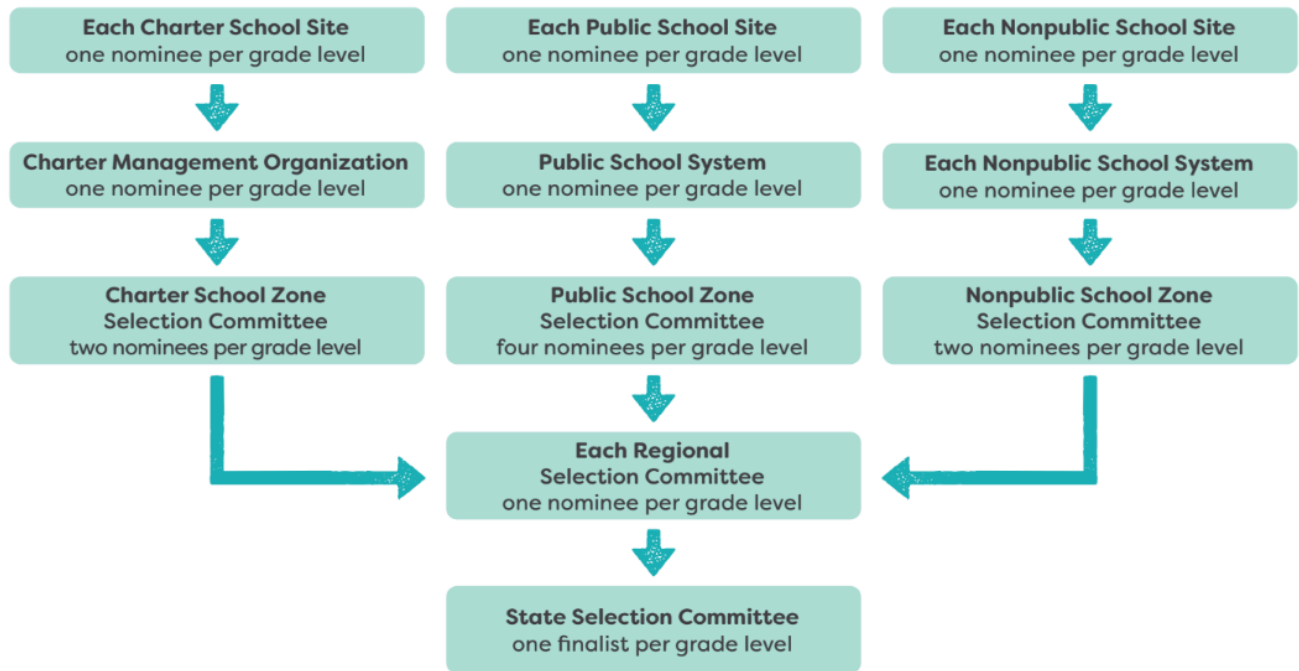 Each Charter School Site
one nominee per grade level
Each Public School Site
one nominee per grade level
Each Nonpublic School Site
one nominee per grade level
Charter Management Organization
one nominee per grade level
Public School System
one nominee per grade level
Each Nonpublic School System
one nominee per grade level
Charter School Zone
Selection Committee
two nominees per grade level
Public School Zone
Selection Committee
four nominees per grade level
Nonpublic School Zone
Selection Committee
two nominees per grade level
Each Regional
Selection Committee
one nominee per grade level
State Selection Committee
one finalist per grade level